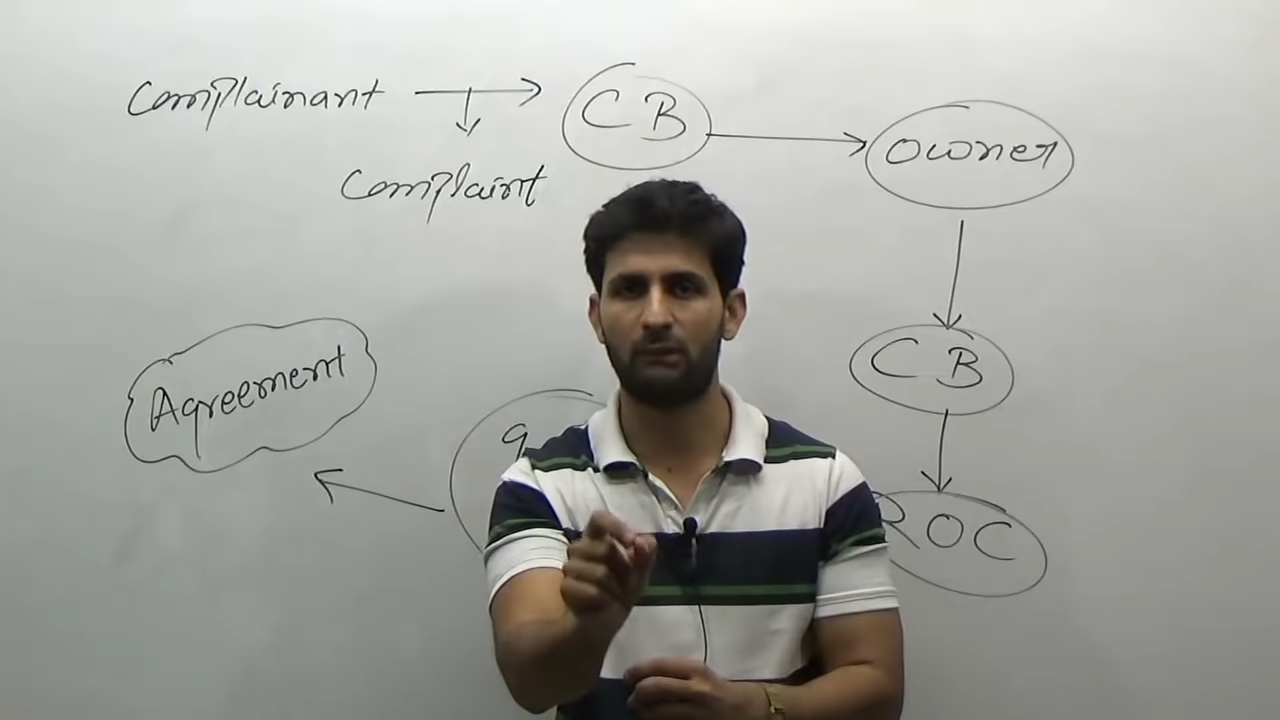 Complainant
CB
owner
Complaint
CB
Agreement
ROC